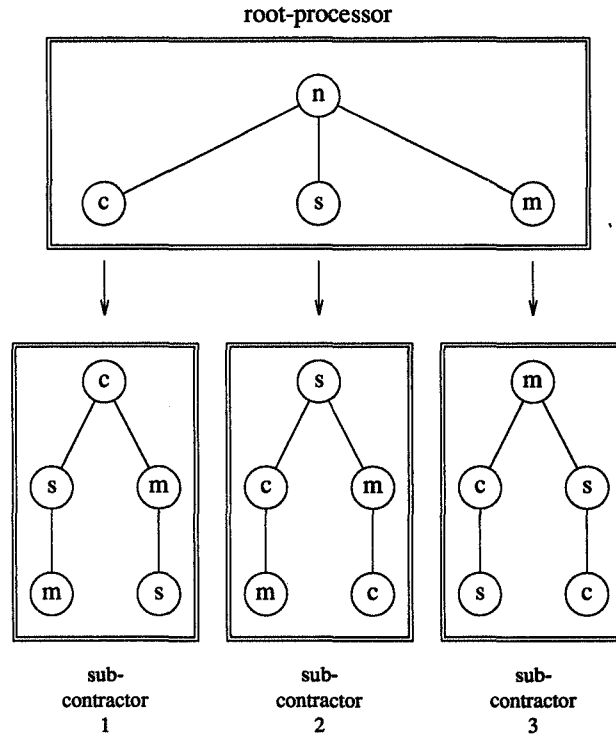 root-processor
n
c s m
c s m
s m c m c s
m s m c s c
sub- sub- sub-
contractor contractor contractor
1 2 3